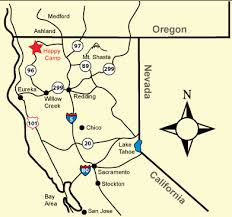 Medford
Ashland
Oregon
Happy
Camp
97
Mt. Shasta
96
89
299
299
Eureka
Willow
Creek
Redding
Nevada
101
5
Chico
20
Lake
Tahoe
Sacramento
80
Stockton
California
Bay
Area
San Jose